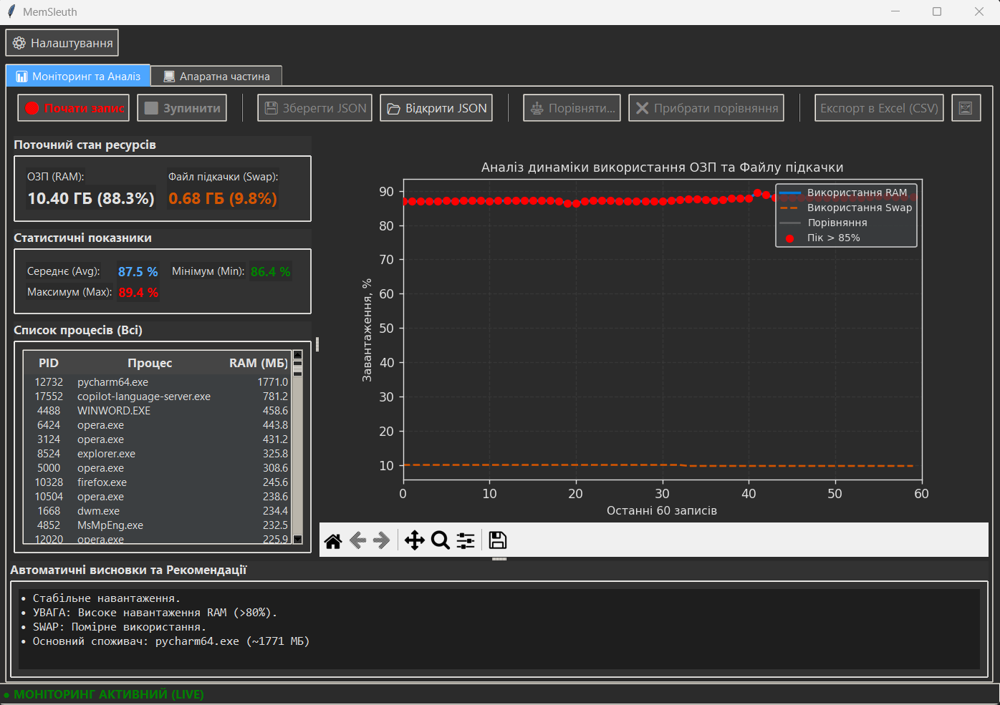 MemSleuth
Налаштування
Моніторинг та Аналіз
Апаратна частина
Почати запис
Зупинити
Зберегти JSON
Відкрити JSON
Порівняти...
Прибрати порівняння
Експорт в Excel (CSV)
Поточний стан ресурсів
ОЗП (RAM):
Файл підкачки (Swap):
10.40 ГБ (88.3%)
0.68 ГБ (9.8%)
Статистичні показники
Середнє (Avg): 87.5 % Мінімум (Min): 86.4 %
Максимум (Max): 89.4 %
Список процесів (Всі)
PID Процес RAM (МБ)
12732 pycharm64.exe 1771.0
17552 copilot-language-server.exe 781.2
4488 WINWORD.EXE 458.6
6424 opera.exe 443.8
3124 opera.exe 431.2
8524 explorer.exe 325.8
5000 opera.exe 308.6
10328 firefox.exe 245.6
10504 opera.exe 238.6
1668 dwm.exe 234.4
4852 MsMpEng.exe 232.5
12020 opera.exe 225.9
Аналіз динаміки використання ОЗП та Файлу підкачки
Завантаження, %
90
80
70
60
50
40
30
20
10
0 10 20 30 40 50 60
Останні 60 записів
Використання RAM
Використання Swap
Порівняння
Пік > 85%
Автоматичні висновки та Рекомендації
• Стабільне навантаження.
• УВАГА: Високе навантаження RAM (>80%).
• SWAP: Помірне використання.
• Основний споживач: pycharm64.exe (~1771 МБ)
● МОНІТОРИНГ АКТИВНИЙ (LIVE)